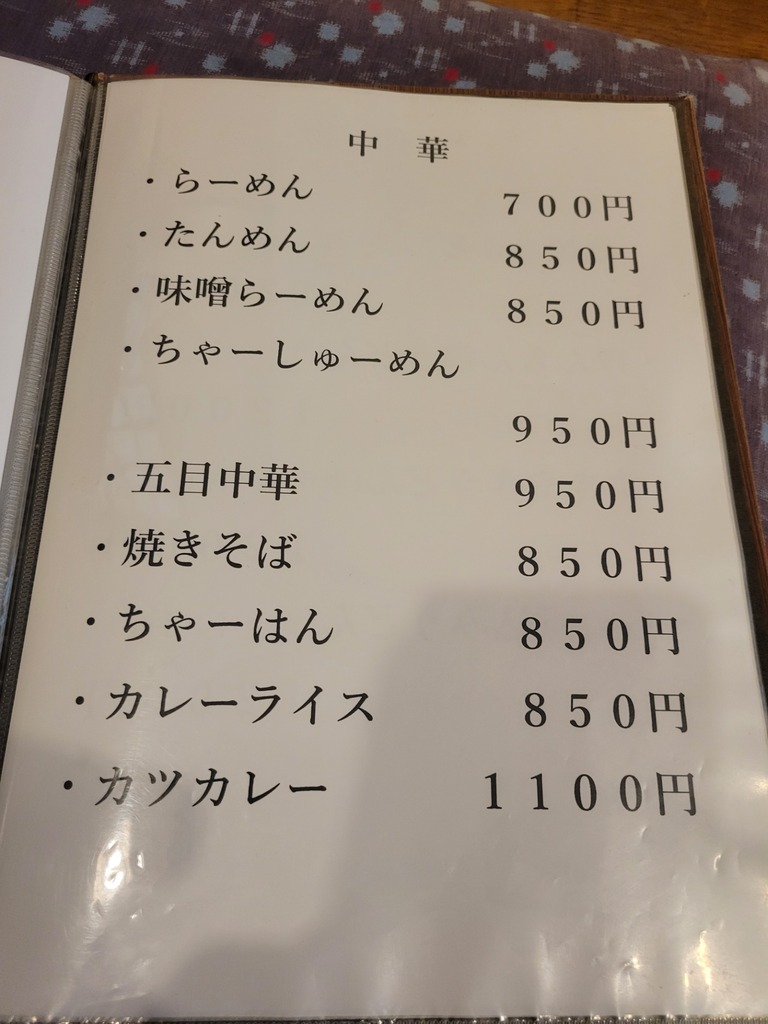 中　華
・らーめん　７００円
・たんめん　８５０円
・味噌らーめん　８５０円
・ちゃーしゅーめん
９５０円
・五目中華　９５０円
・焼きそば　８５０円
・ちゃーはん　８５０円
・カレーライス　８５０円
・カツカレー　１１００円